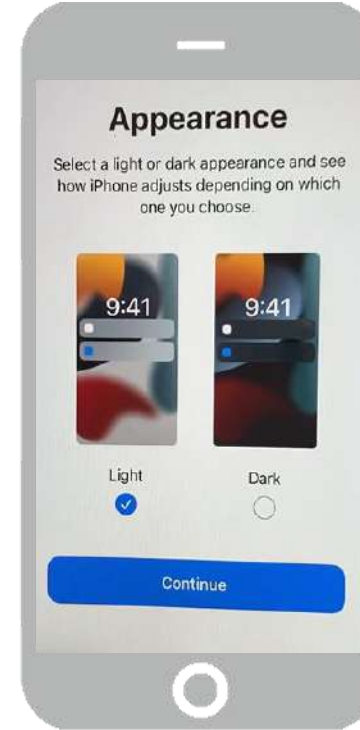 Appearance
Select a light or dark appearance and see
how iPhone adjusts depending on which
one you choose.
9:41
9:41
Light
Dark
Continue